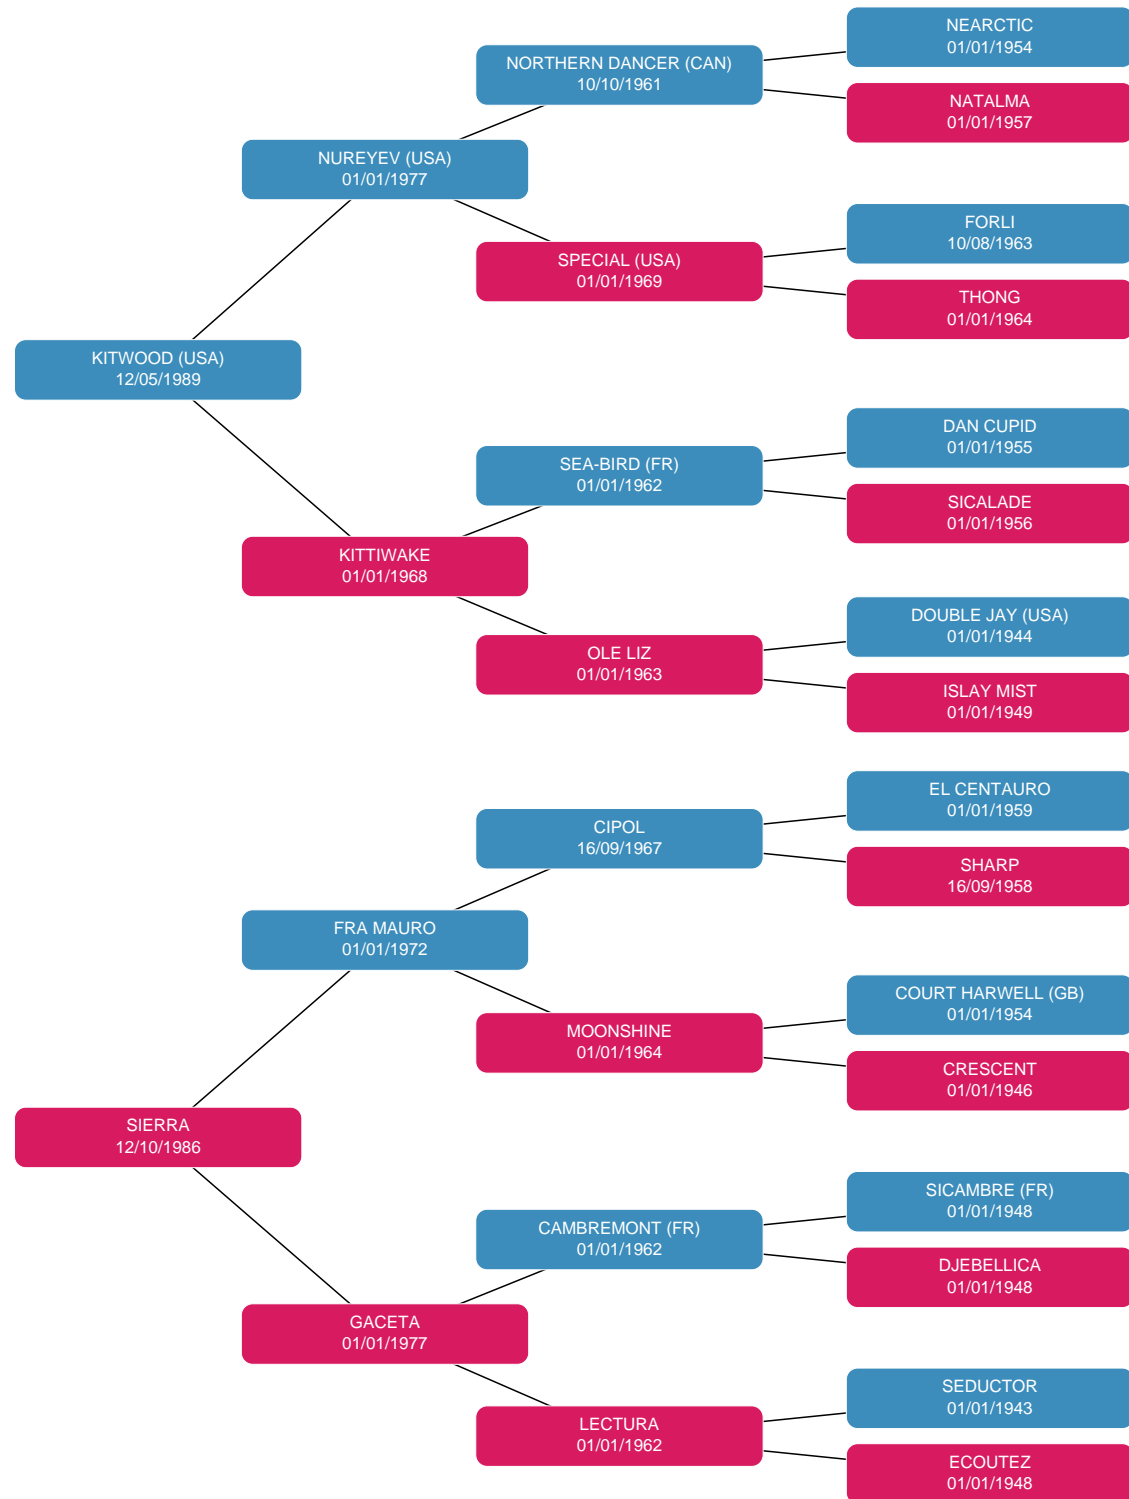 NEARCTIC
01/01/1954
NORTHERN DANCER (CAN)
10/10/1961
NATALMA
01/01/1957
NUREYEV (USA)
01/01/1977
FORLI
10/08/1963
SPECIAL (USA)
01/01/1969
THONG
01/01/1964
KITWOOD (USA)
12/05/1989
DAN CUPID
01/01/1955
SEA-BIRD (FR)
01/01/1962
SICALADE
01/01/1956
KITTIWAKE
01/01/1968
DOUBLE JAY (USA)
01/01/1944
OLE LIZ
01/01/1963
ISLAY MIST
01/01/1949
EL CENTAURO
01/01/1959
CIPOL
16/09/1967
SHARP
16/09/1958
FRA MAURO
01/01/1972
COURT HARWELL (GB)
01/01/1954
MOONSHINE
01/01/1964
CRESCENT
01/01/1946
SIERRA
12/10/1986
SICAMBRE (FR)
01/01/1948
CAMBREMONT (FR)
01/01/1962
DJEBELLICA
01/01/1948
GACETA
01/01/1977
SEDUCTOR
01/01/1943
LECTURA
01/01/1962
ECOUTEZ
01/01/1948